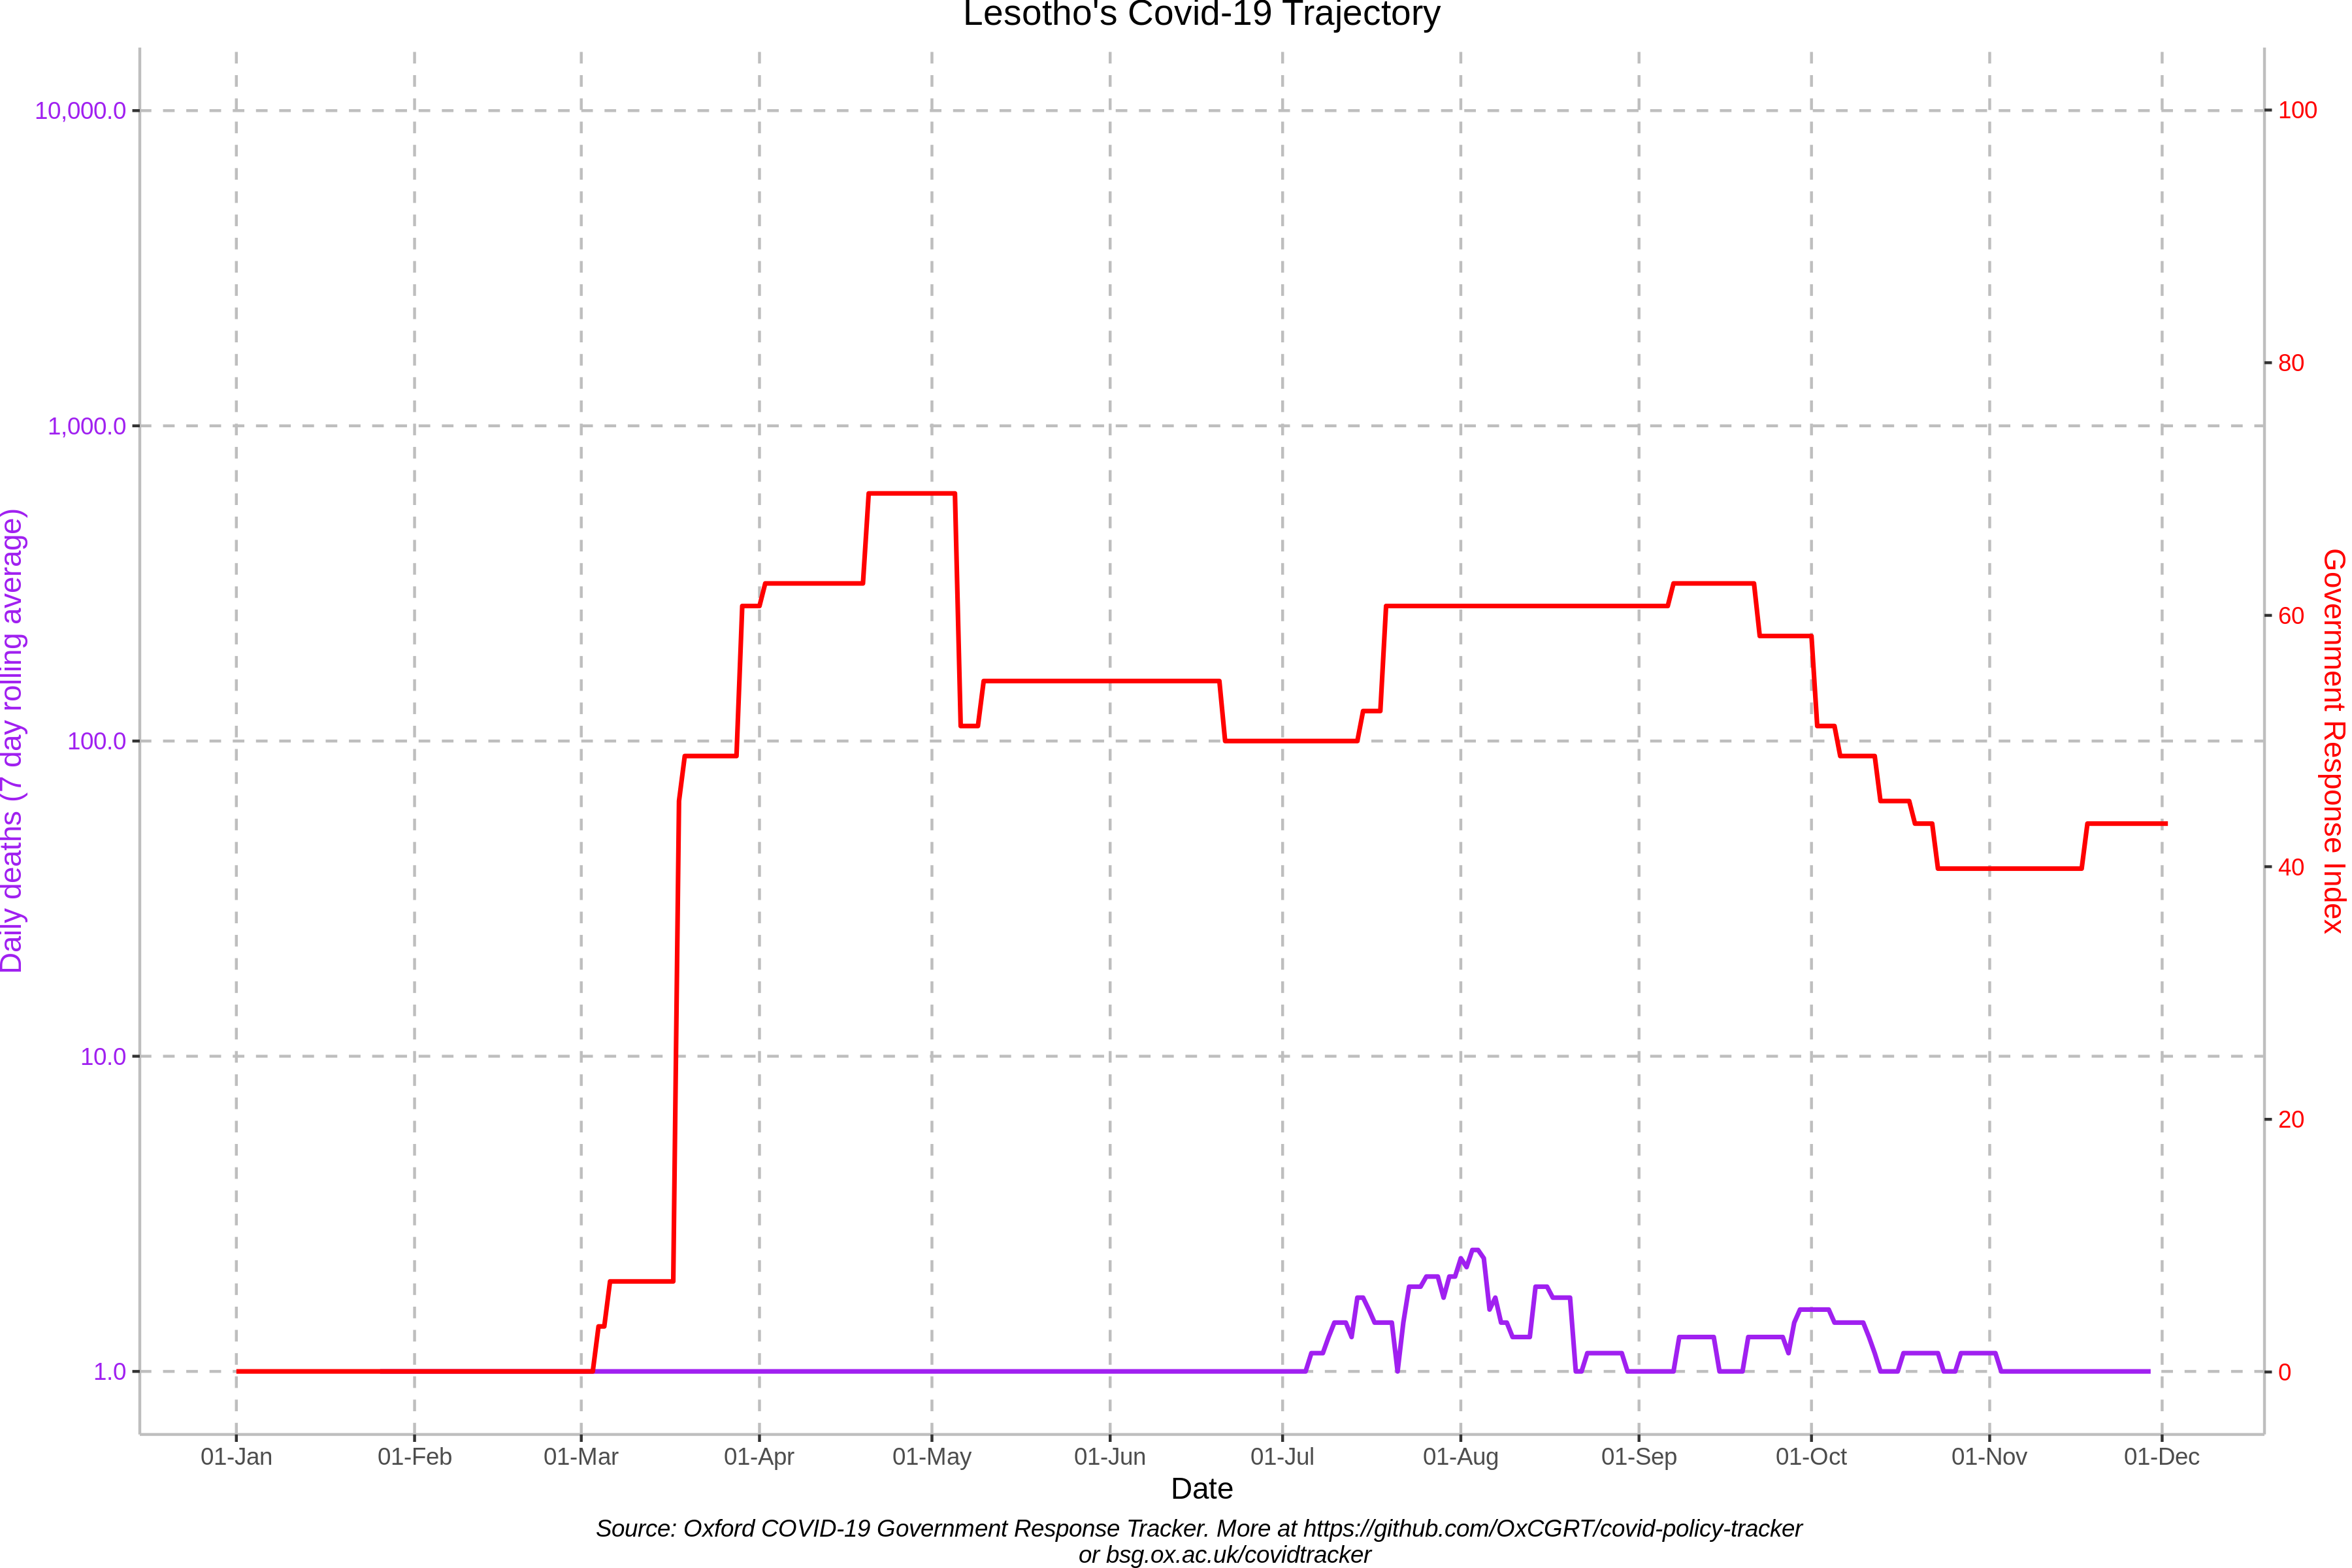 Lesotho's Covid-19 Trajectory
10,000.0
1,000.0
100.0
10.0
1.0
Daily deaths (7 day rolling average)
100
80
60
40
20
0
Government Response Index
01-Jan 01-Feb 01-Mar 01-Apr 01-May 01-Jun 01-Jul 01-Aug 01-Sep 01-Oct 01-Nov 01-Dec
Date
Source: Oxford COVID-19 Government Response Tracker. More at https://github.com/OxCGRT/covid-policy-tracker
or bsg.ox.ac.uk/covidtracker